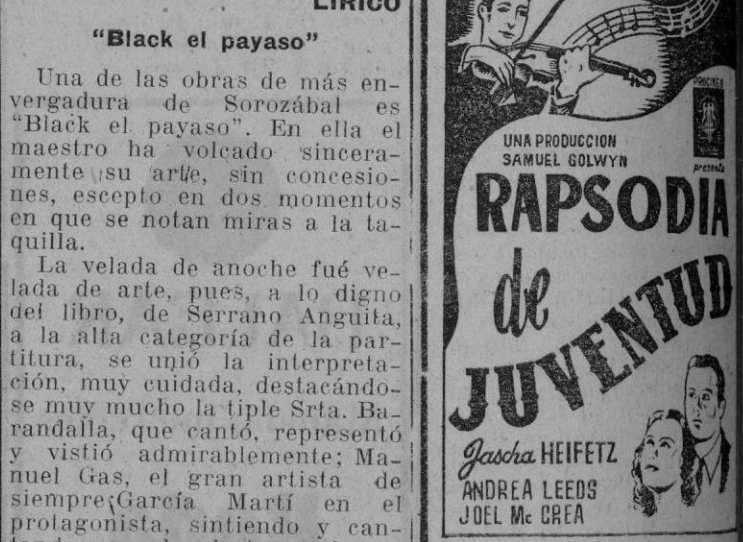 LIRICO
"Black el payaso"
Una de las obras de más en-
vergadura de Sorozábal es
"Black el payaso". En ella el
maestro ha volcado sincera-
mente su arte, sin concesio-
nes, escepto en dos momentos
en que se notan miras a la ta-
quilla.
La velada de anoche fué ve-
lada de arte, pues, a lo digno
del libro, de Serrano Anguita,
a la alta categoría de la par-
titura, se unió la interpreta-
ción, muy cuidada, destacándo-
se muy mucho la tiple Srta. Ba-
randalla, que cantó, representó
y vistió admirablemente; Ma-
nuel Gas, el gran artista de
siempre; García Martí en el
protagonista, sintiendo y can-
PROCINES
presenta
UNA PRODUCCION
SAMUEL GOLWYN
RAPSODIA
de
JUVENTUD
Jascha HEIFETZ
ANDREA LEEDS
JOEL Mc CREA